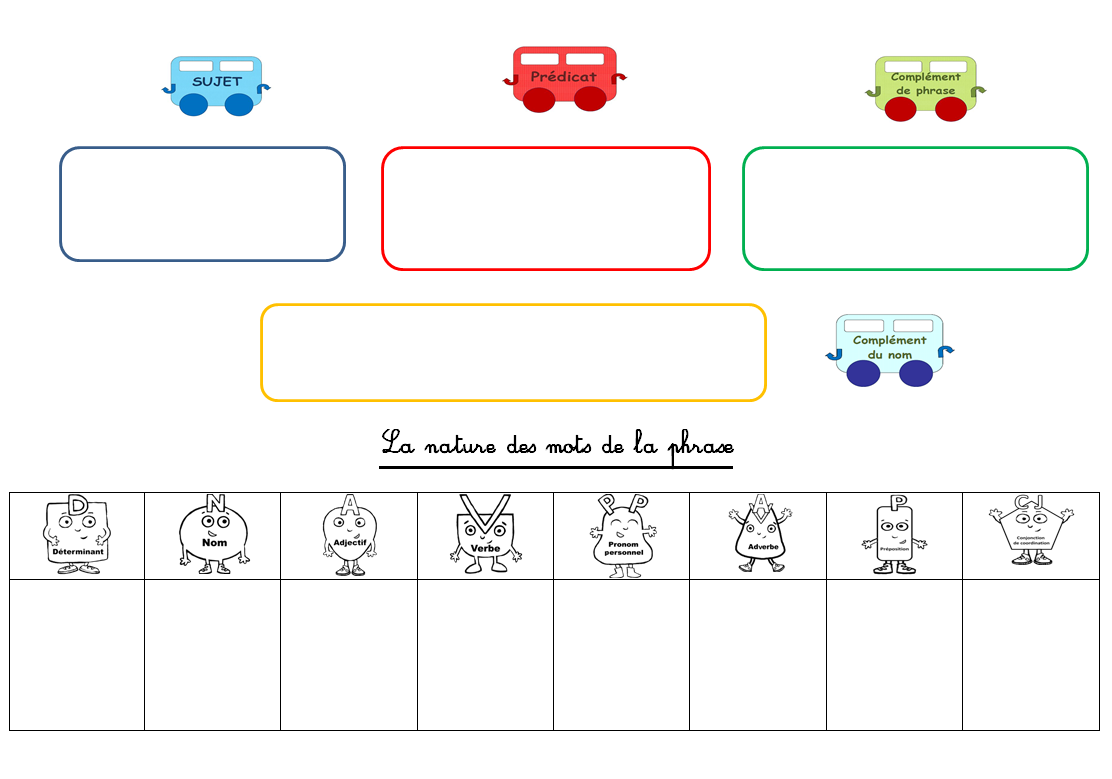 SUJET
Prédicat
Complément
de phrase
Complément
du nom
La nature des mots de la phrase
D
Déterminant
N
Nom
A
Adjectif
V
Verbe
P P
Pronom
personnel
A
Adverbe
P
Préposition
CJ
Conjonction
de coordination